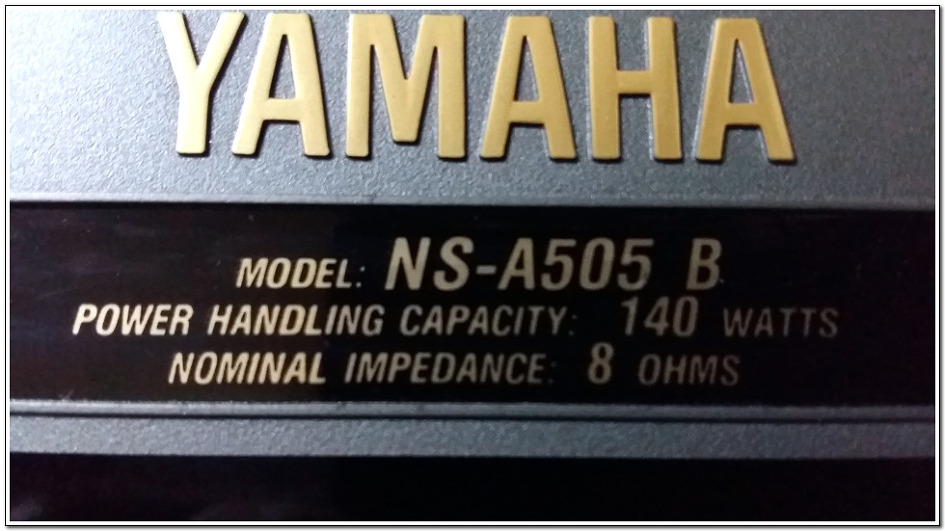 YAMAHA
MODEL: NS-A505 B
POWER HANDLING CAPACITY: 140 WATTS
NOMINAL IMPEDANCE: 8 OHMS